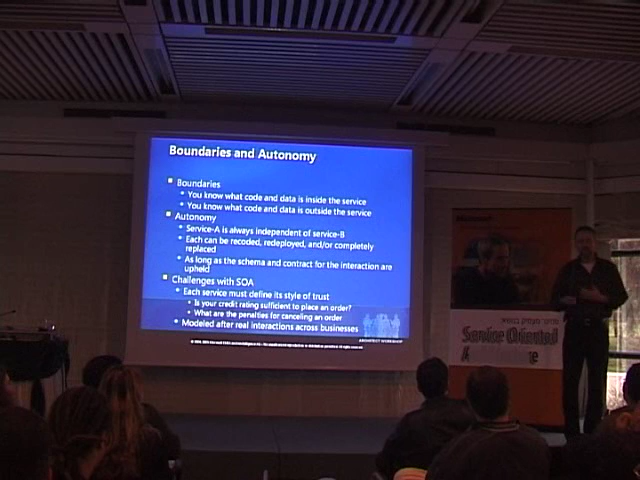 Boundaries and Autonomy
Boundaries
You know what code and data is inside the service
You know what code and data is outside the service
Autonomy
Service-A is always independent of service-B
Each can be recoded, redeployed, and/or completely
replaced
As long as the schema and contract for the interaction are
upheld
Challenges with SOA
Each service must define its style of trust
Is your credit rating sufficient to place an order?
What are the penalties for canceling an order
Modeled after real interactions across businesses
ARCHITECT WORKSHOP
Microsoft
Service Oriented